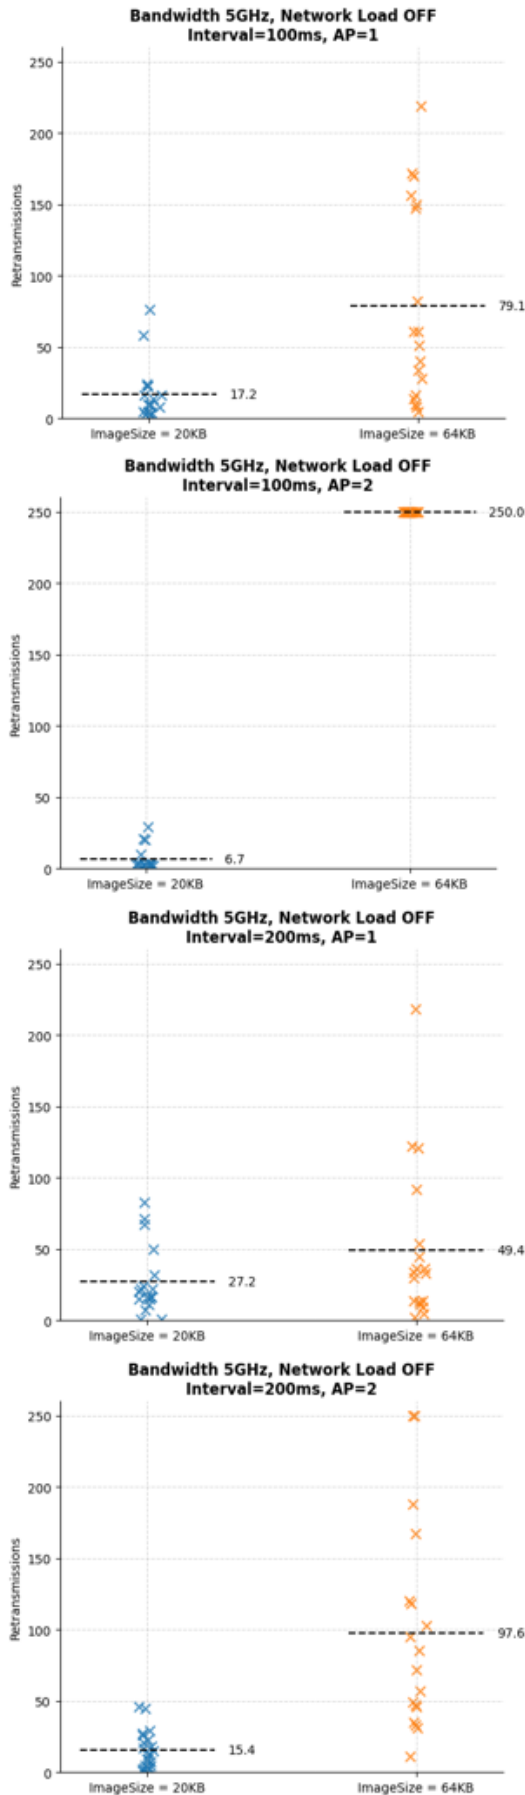 Bandwidth 5GHz, Network Load OFF
Interval=100ms, AP=1
250
200
150
100
50
0
Retransmissions
79.1
17.2
ImageSize = 20KB
ImageSize = 64KB
Bandwidth 5GHz, Network Load OFF
Interval=100ms, AP=2
250
200
150
100
50
0
Retransmissions
250.0
6.7
ImageSize = 20KB
ImageSize = 64KB
Bandwidth 5GHz, Network Load OFF
Interval=200ms, AP=1
250
200
150
100
50
0
Retransmissions
49.4
27.2
ImageSize = 20KB
ImageSize = 64KB
Bandwidth 5GHz, Network Load OFF
Interval=200ms, AP=2
250
200
150
100
50
0
Retransmissions
97.6
15.4
ImageSize = 20KB
ImageSize = 64KB